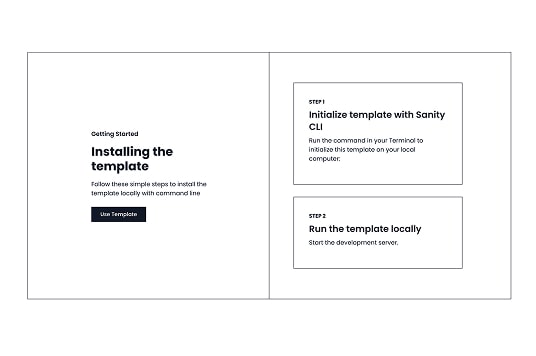 Getting Started
Installing the
template
Follow these simple steps to install the
template locally with command line
Use Template
STEP 1
Initialize template with Sanity
CLI
Run the command in your Terminal to
initialize this template on your local
computer:
STEP 2
Run the template locally
Start the development server.